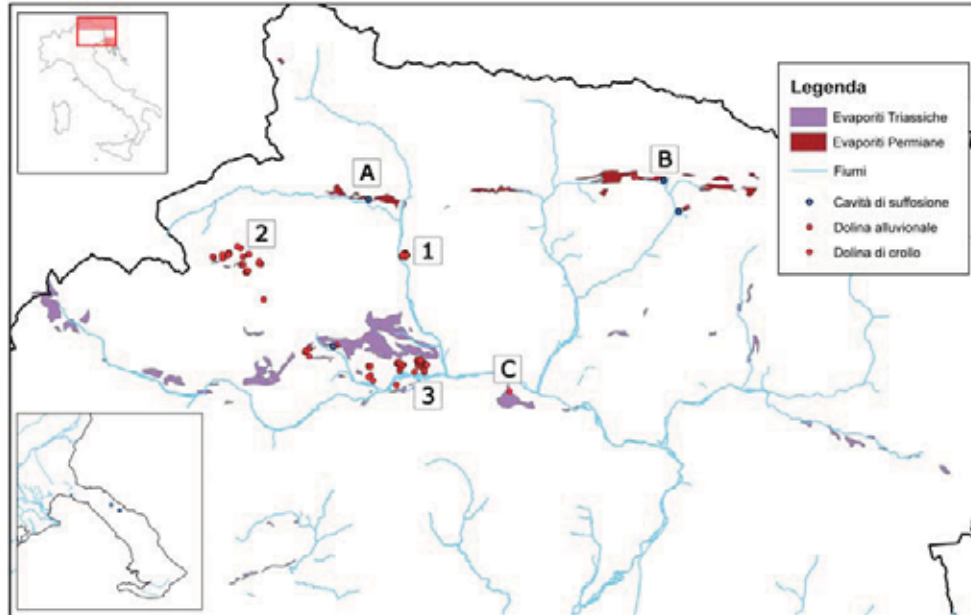 Legenda
Evaporiti Triassiche
Evaporiti Permiane
Fiumi
Cavità di suffosione
Dolina alluvionale
Dolina di crollo
A
B
2
1
C
3